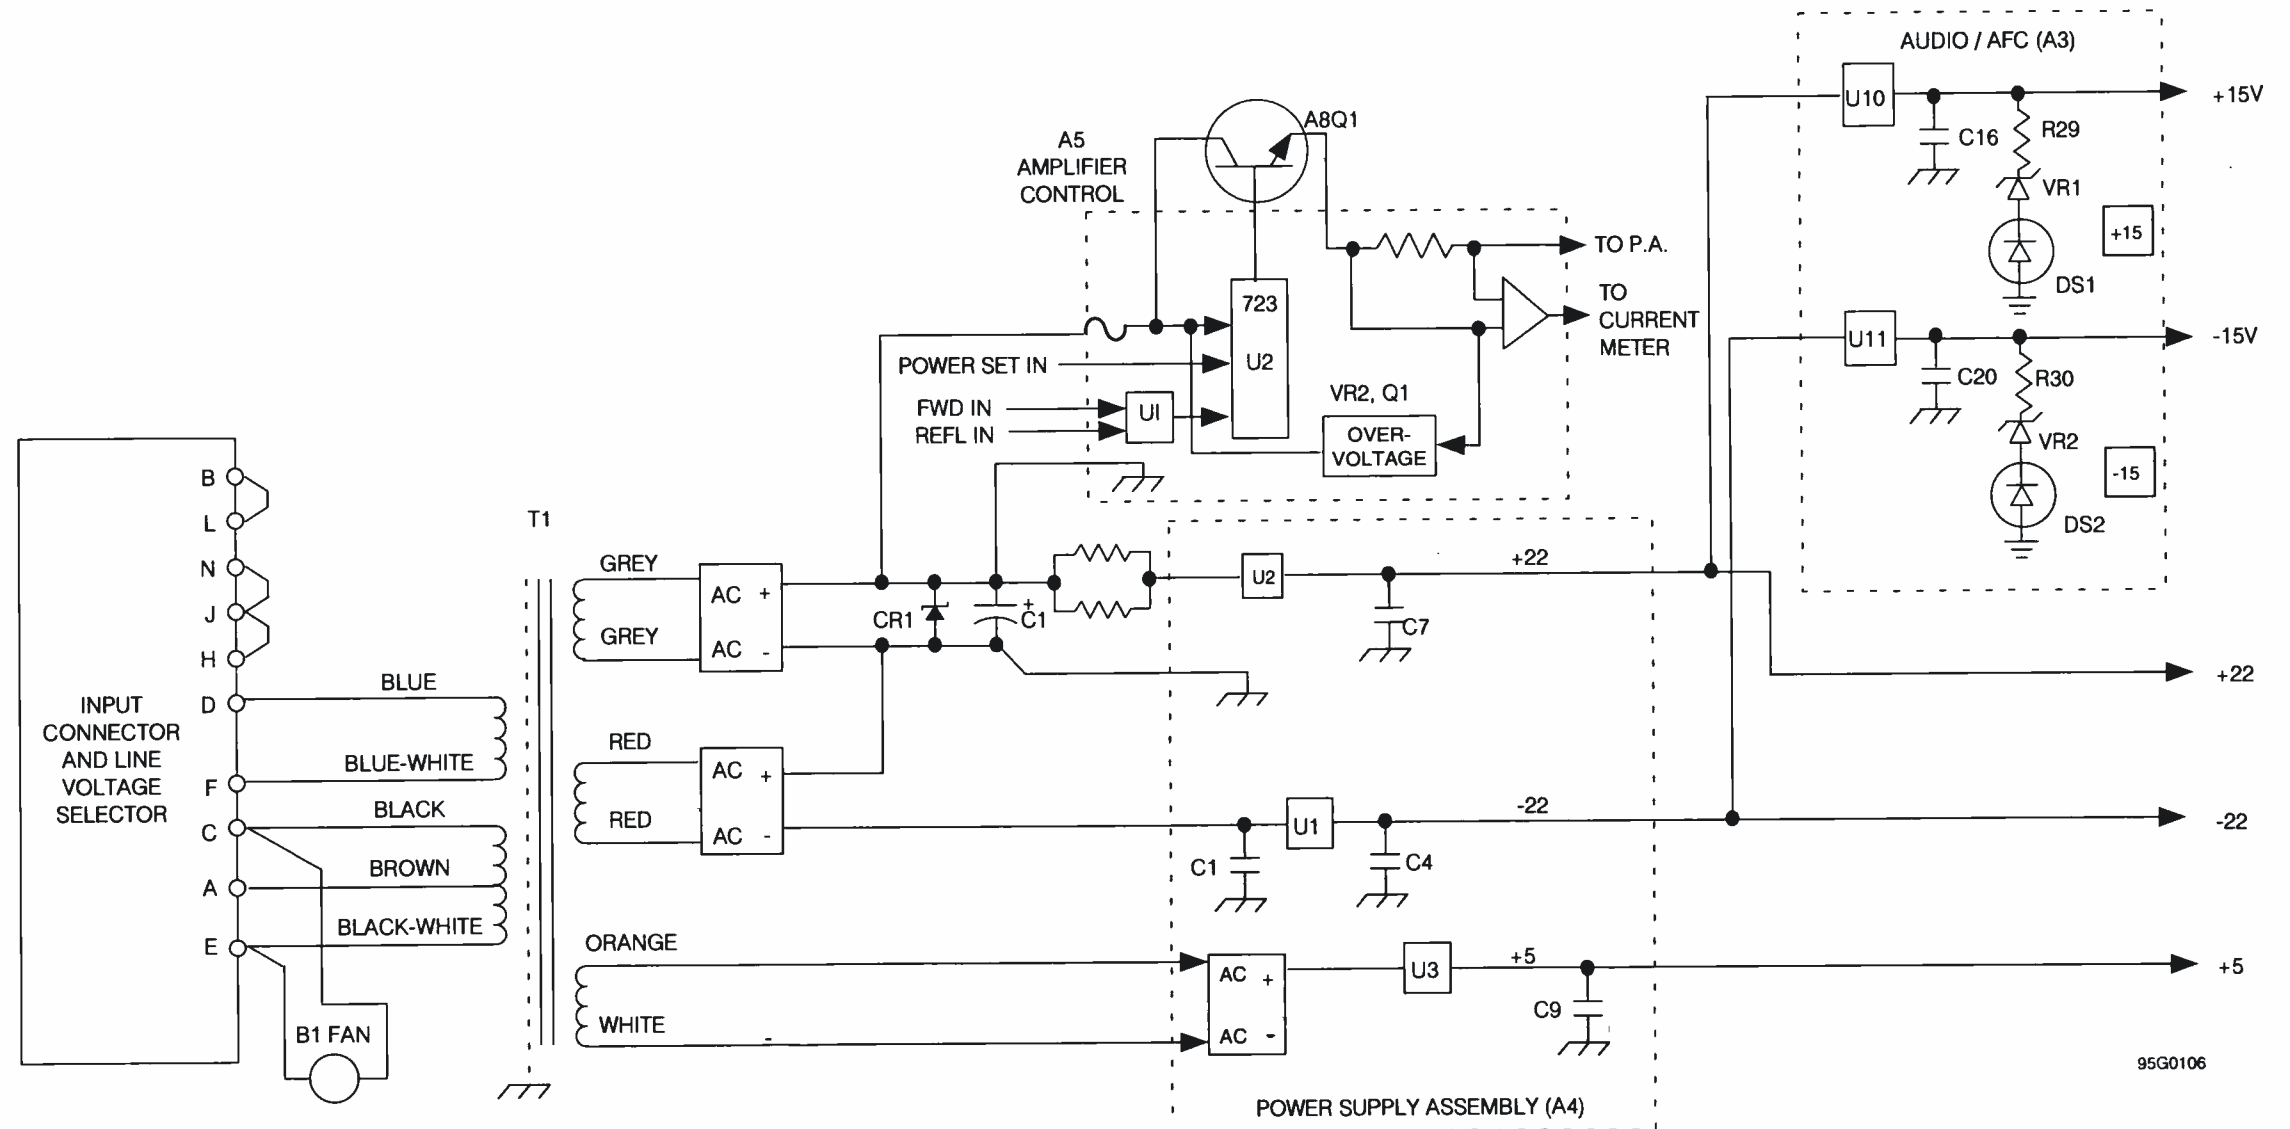 AUDIO / AFC (A3)
U10
+15V
C16
R29
VR1
+15
DS1
A8Q1
A5
AMPLIFIER
CONTROL
TO P.A.
723
U2
TO
CURRENT
METER
POWER SET IN
FWD IN
REFL IN
UI
VR2, Q1
OVER-
VOLTAGE
U11
-15V
C20
R30
VR2
-15
DS2
B
L
N
J
H
D
F
C
A
E
INPUT
CONNECTOR
AND LINE
VOLTAGE
SELECTOR
BLUE
BLUE-WHITE
BLACK
BROWN
BLACK-WHITE
B1 FAN
T1
GREY
GREY
AC +
AC -
CR1
+
C1
U2
+22
C7
+22
RED
RED
AC +
AC -
C1
U1
-22
C4
-22
ORANGE
WHITE
AC +
AC -
U3
+5
C9
+5
POWER SUPPLY ASSEMBLY (A4)
95G0106